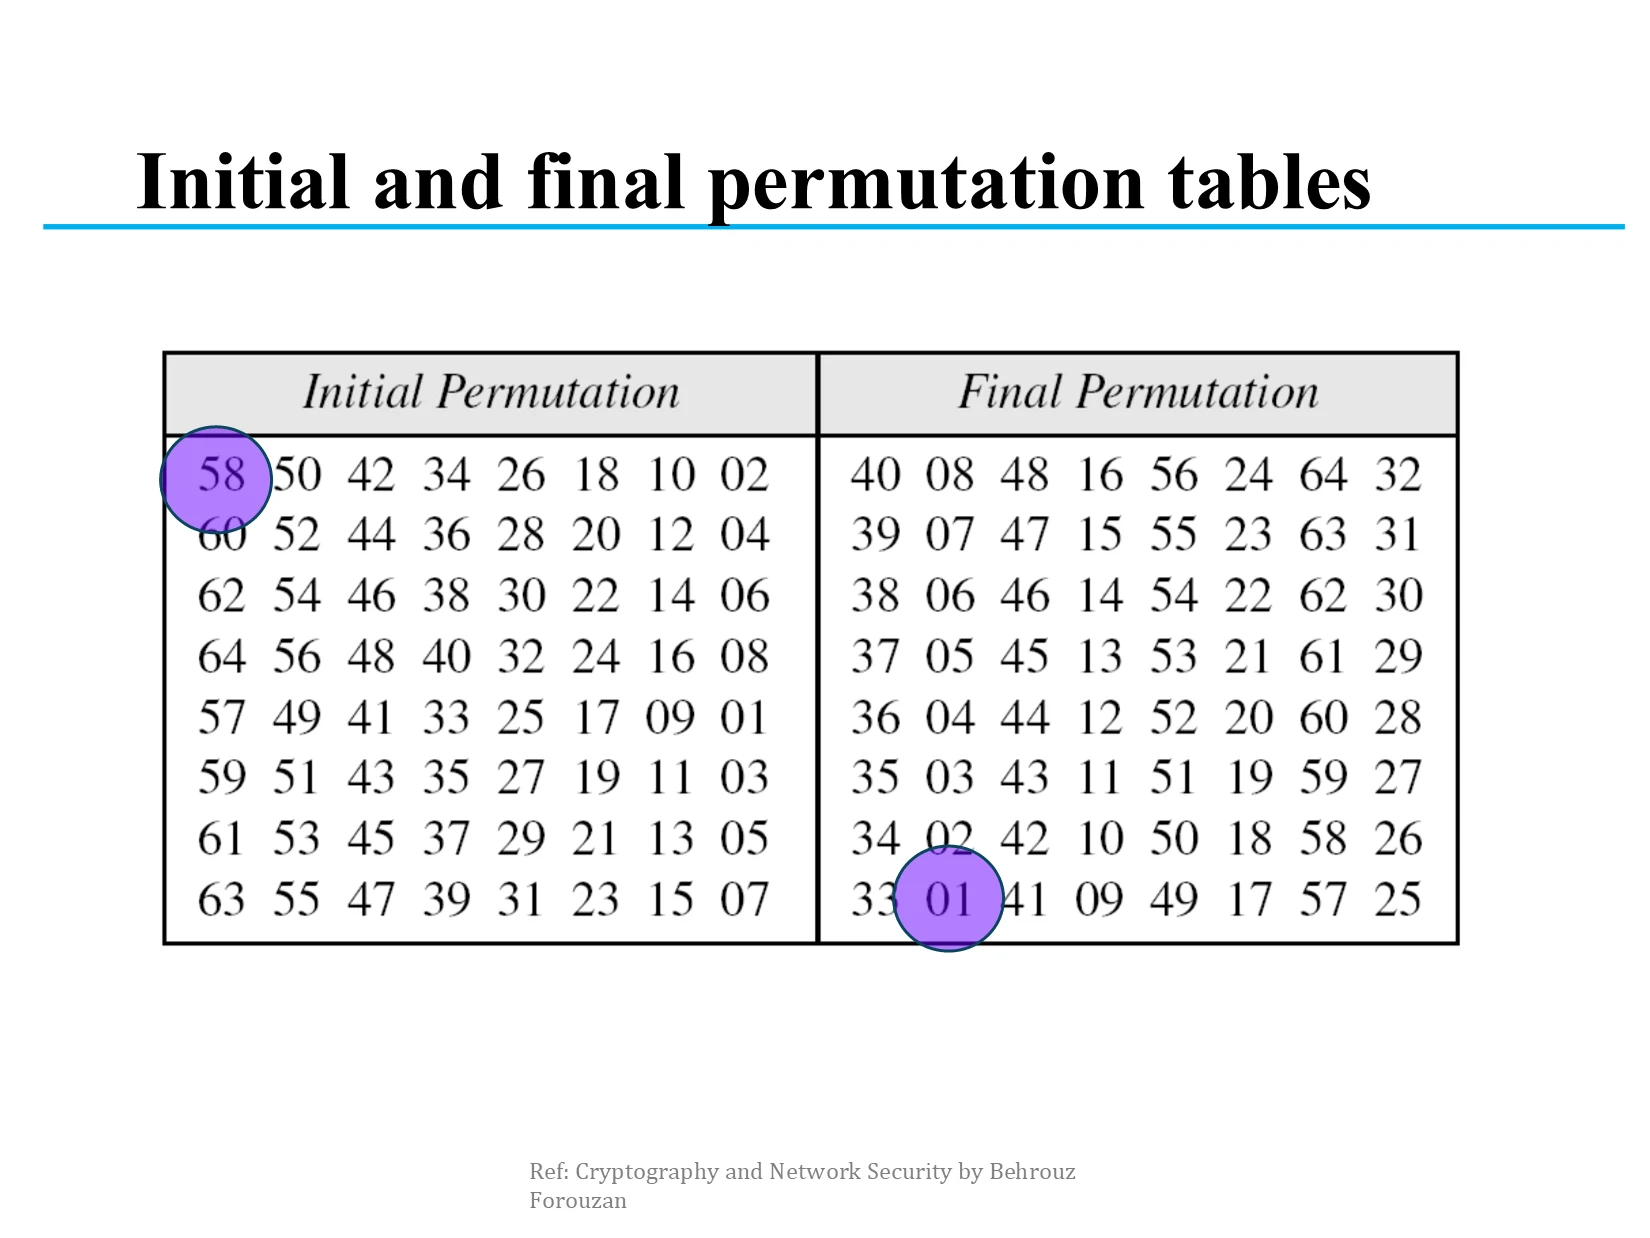 Initial and final permutation tables
Initial Permutation Final Permutation
58 50 42 34 26 18 10 02 40 08 48 16 56 24 64 32
60 52 44 36 28 20 12 04 39 07 47 15 55 23 63 31
62 54 46 38 30 22 14 06 38 06 46 14 54 22 62 30
64 56 48 40 32 24 16 08 37 05 45 13 53 21 61 29
57 49 41 33 25 17 09 01 36 04 44 12 52 20 60 28
59 51 43 35 27 19 11 03 35 03 43 11 51 19 59 27
61 53 45 37 29 21 13 05 34 02 42 10 50 18 58 26
63 55 47 39 31 23 15 07 33 01 41 09 49 17 57 25
Ref: Cryptography and Network Security by Behrouz
Forouzan